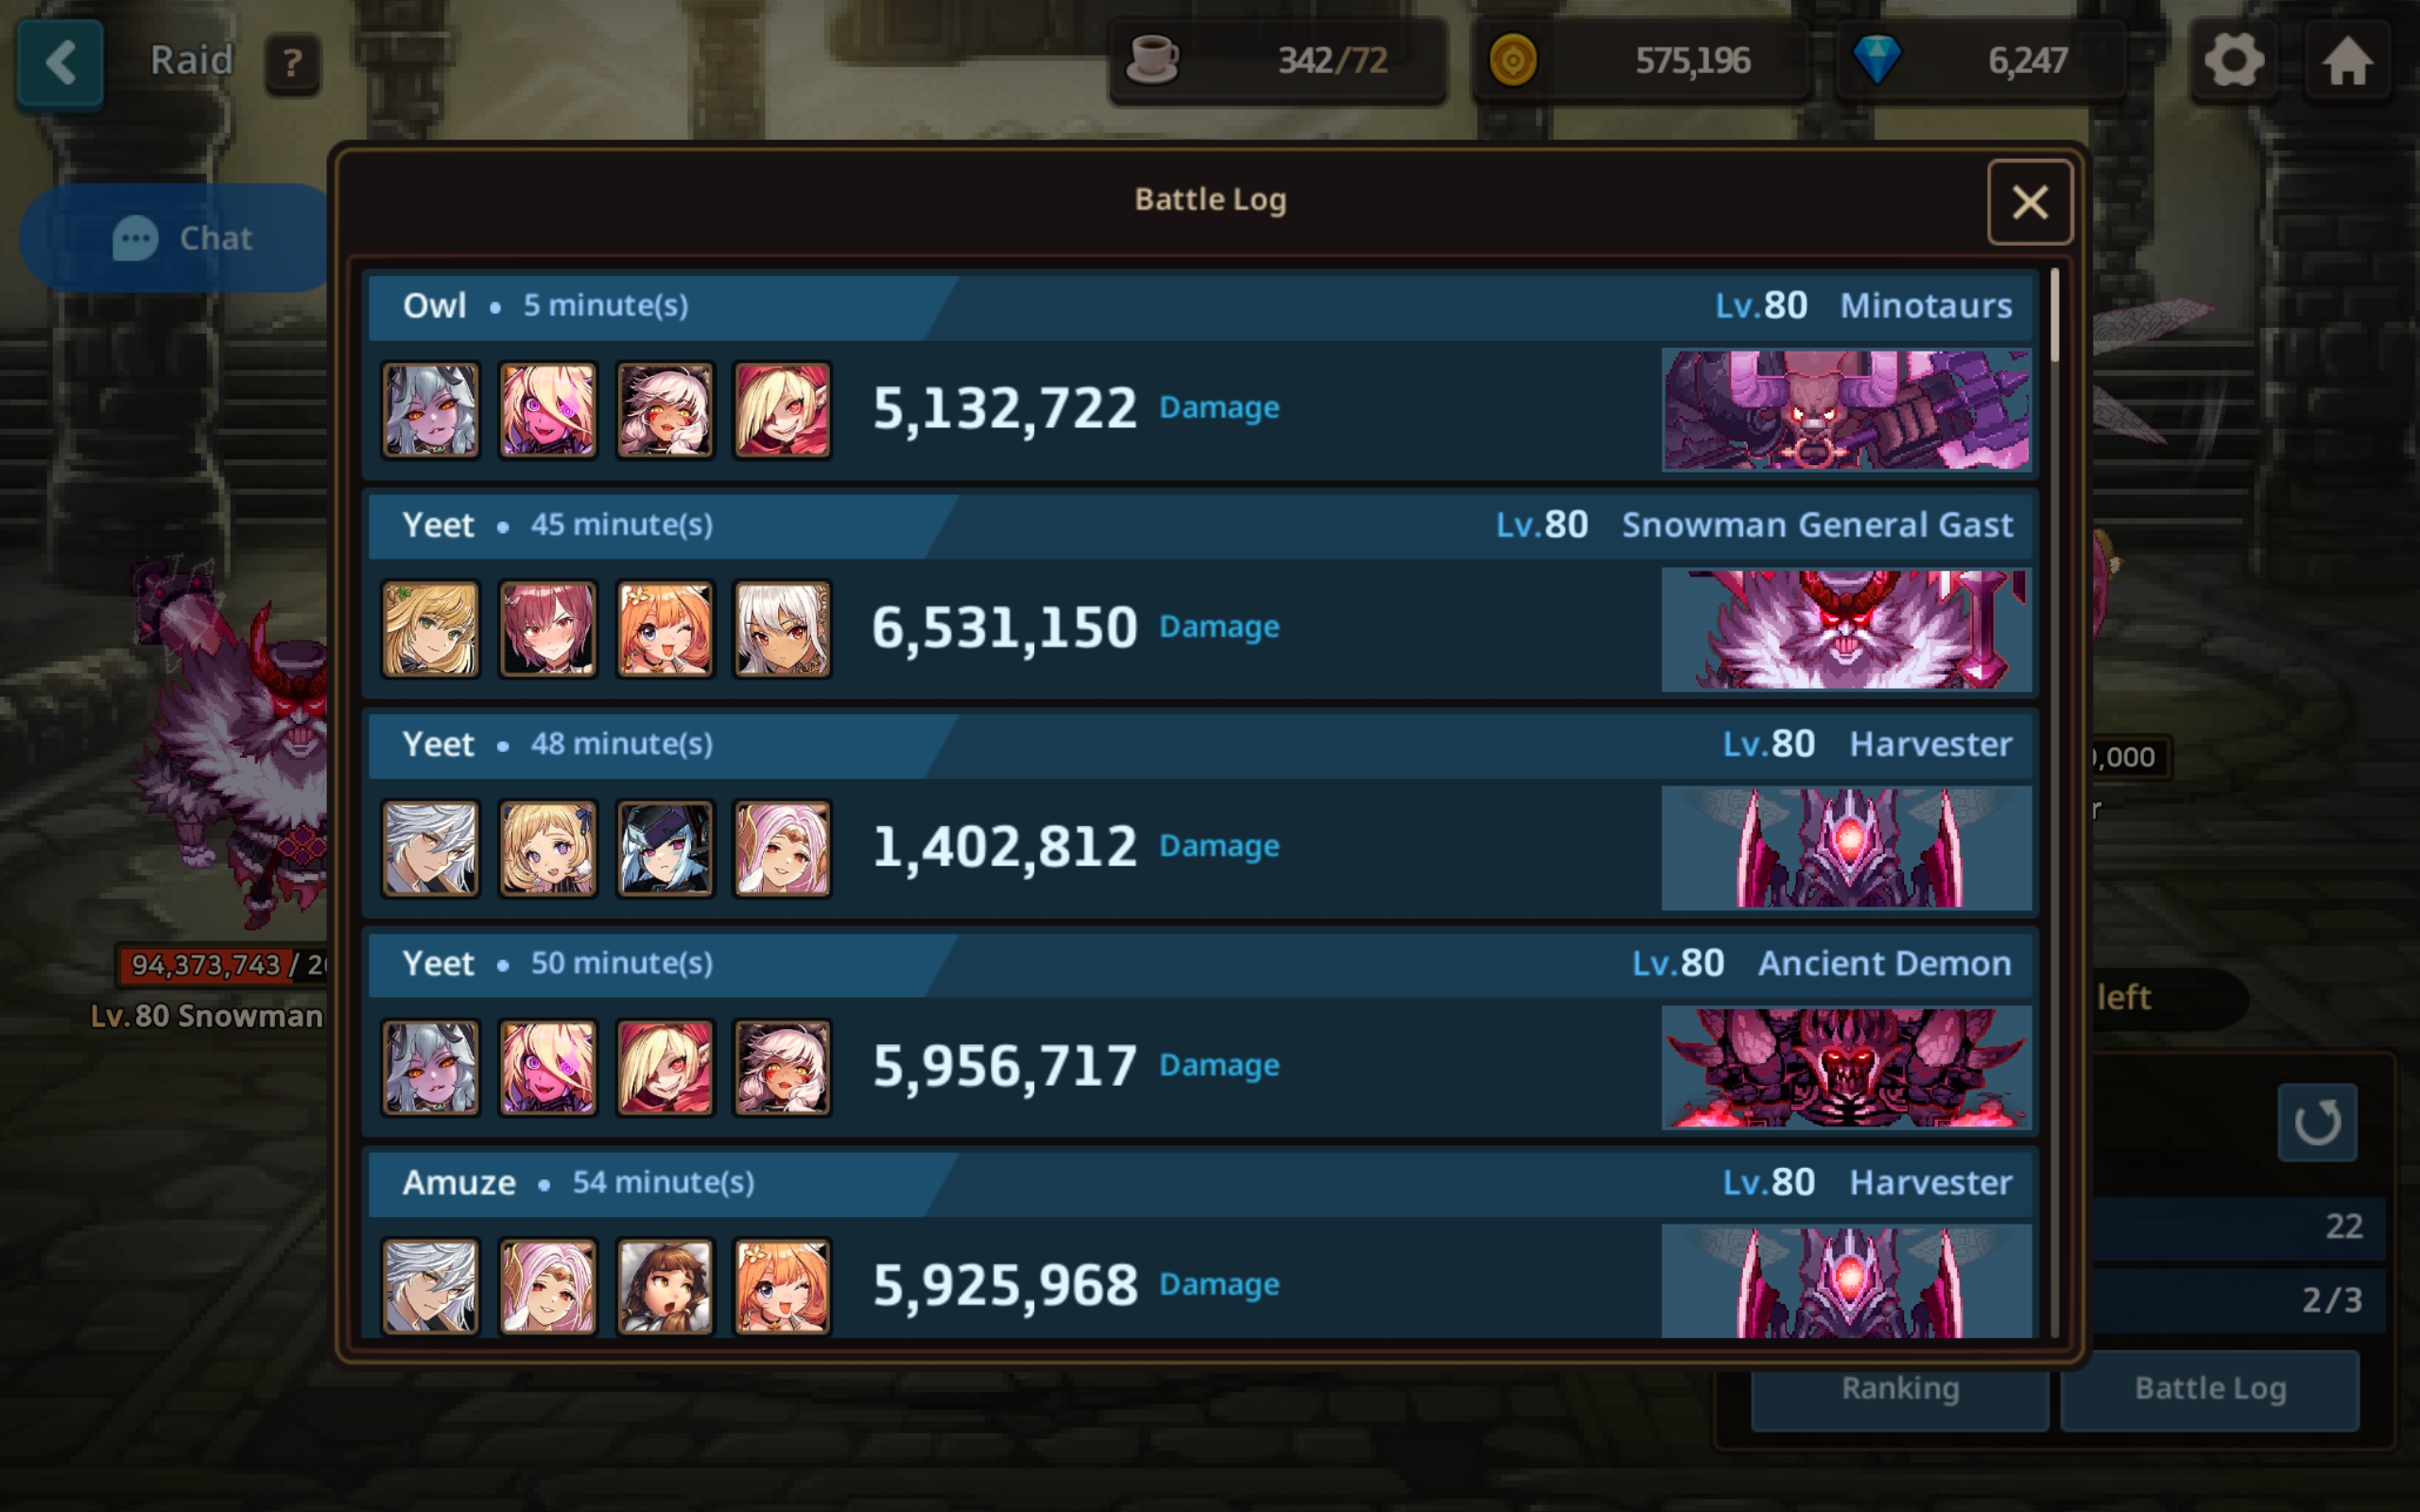 Raid ? 342/72 575,196 6,247
Battle Log
Chat
Owl • 5 minute(s) Lv.80 Minotaurs
5,132,722 Damage
Yeet • 45 minute(s) Lv.80 Snowman General Gast
6,531,150 Damage
Yeet • 48 minute(s) Lv.80 Harvester
1,402,812 Damage
Yeet • 50 minute(s) Lv.80 Ancient Demon
5,956,717 Damage
Amuze • 54 minute(s) Lv.80 Harvester
5,925,968 Damage
94,373,743 /
Lv.80 Snowman
,000
left
22
2/3
Ranking
Battle Log